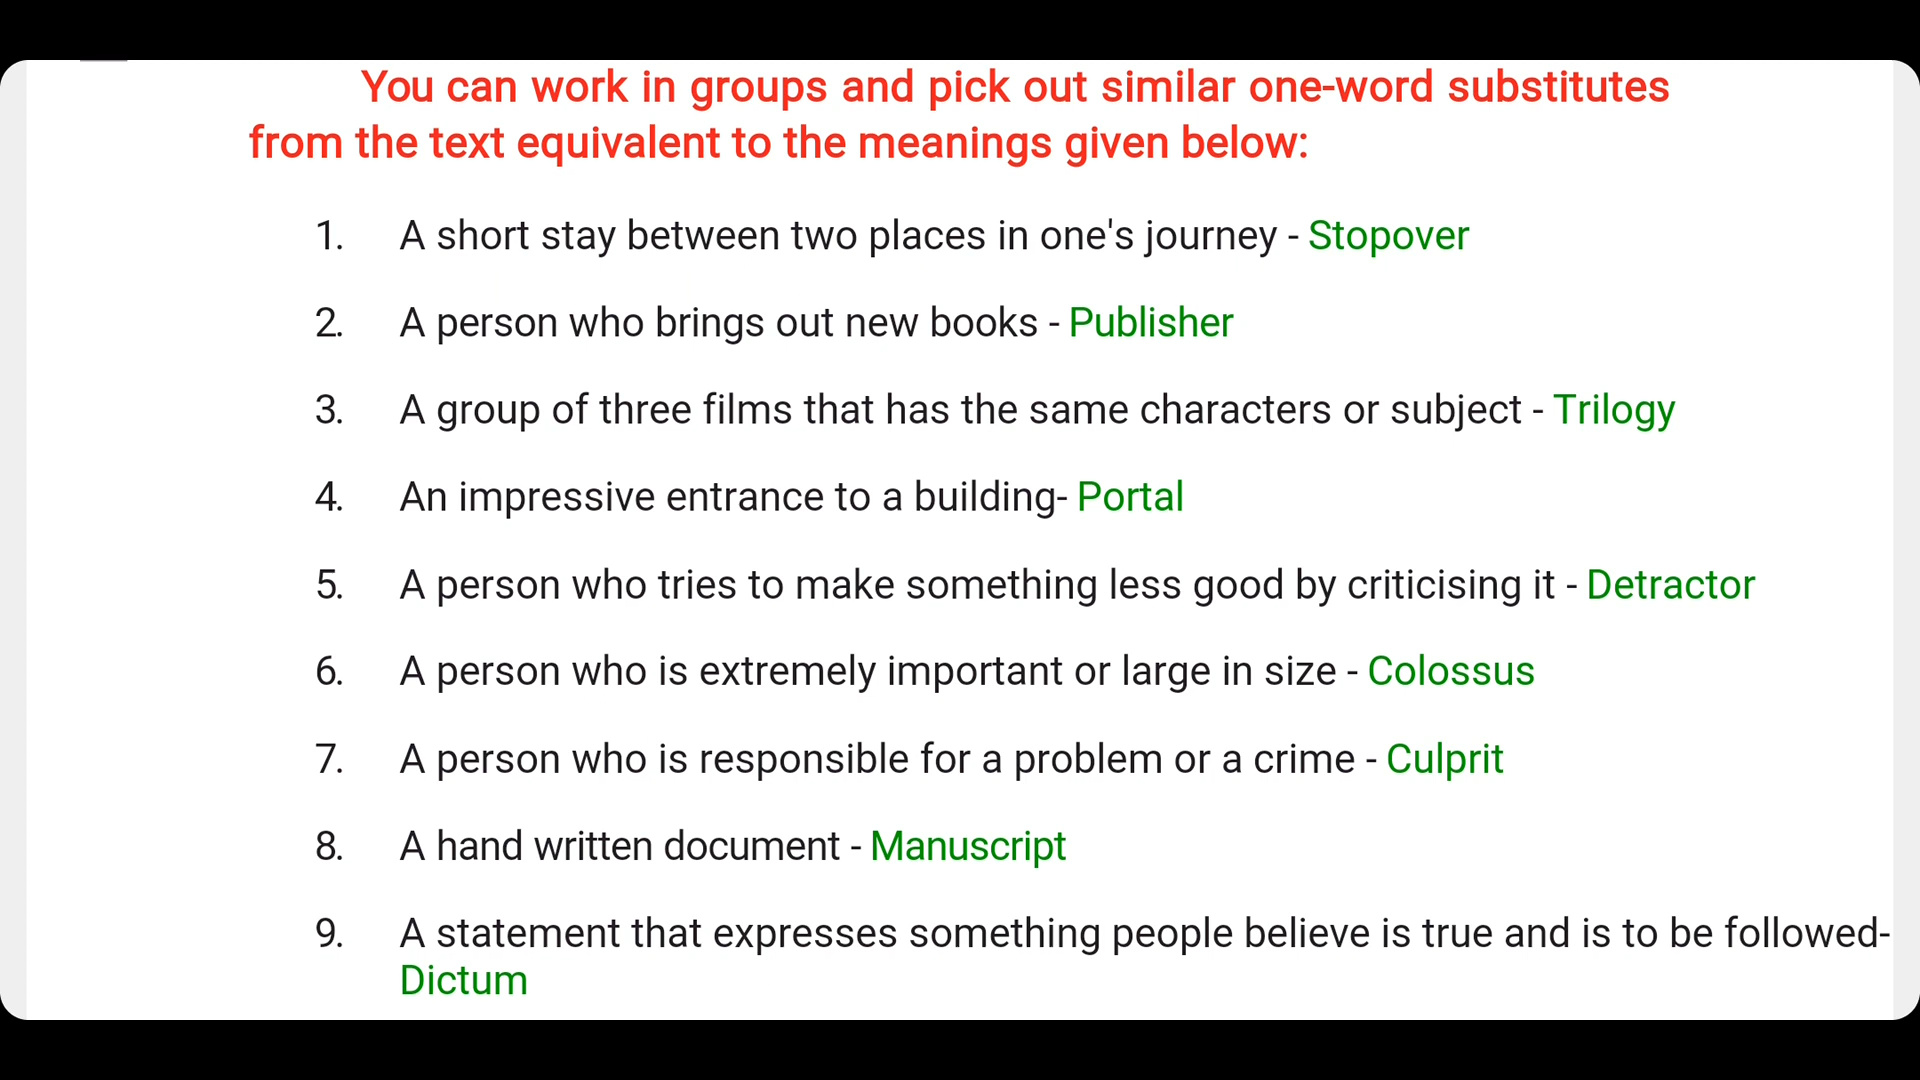 You can work in groups and pick out similar one-word substitutes
from the text equivalent to the meanings given below:
1. A short stay between two places in one's journey - Stopover
2. A person who brings out new books - Publisher
3. A group of three films that has the same characters or subject - Trilogy
4. An impressive entrance to a building- Portal
5. A person who tries to make something less good by criticising it - Detractor
6. A person who is extremely important or large in size - Colossus
7. A person who is responsible for a problem or a crime - Culprit
8. A hand written document - Manuscript
9. A statement that expresses something people believe is true and is to be followed-
Dictum